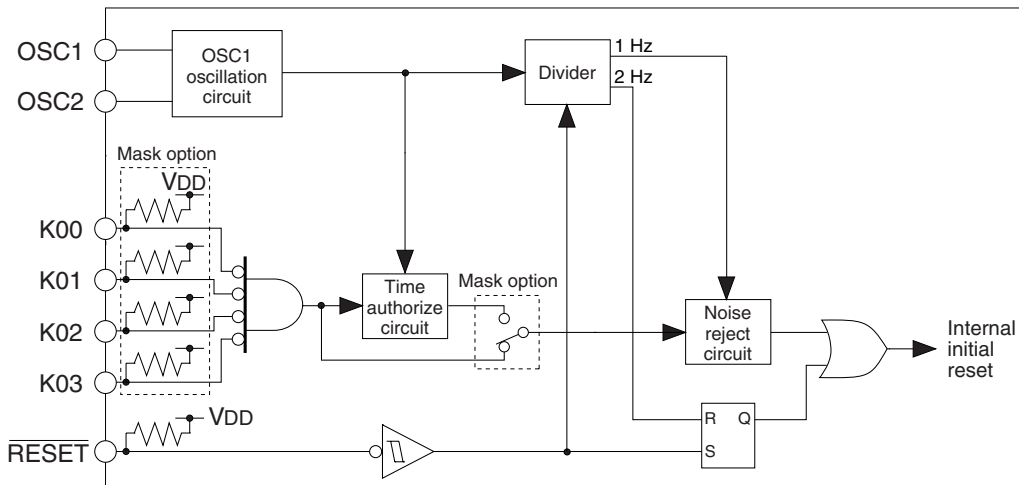 OSC1
OSC2
OSC1
oscillation
circuit
Divider
1 Hz
2 Hz
Mask option
VDD
K00
K01
K02
K03
Time
authorize
circuit
Mask option
Noise
reject
circuit
Internal
initial
reset
RESET
VDD
R Q
S